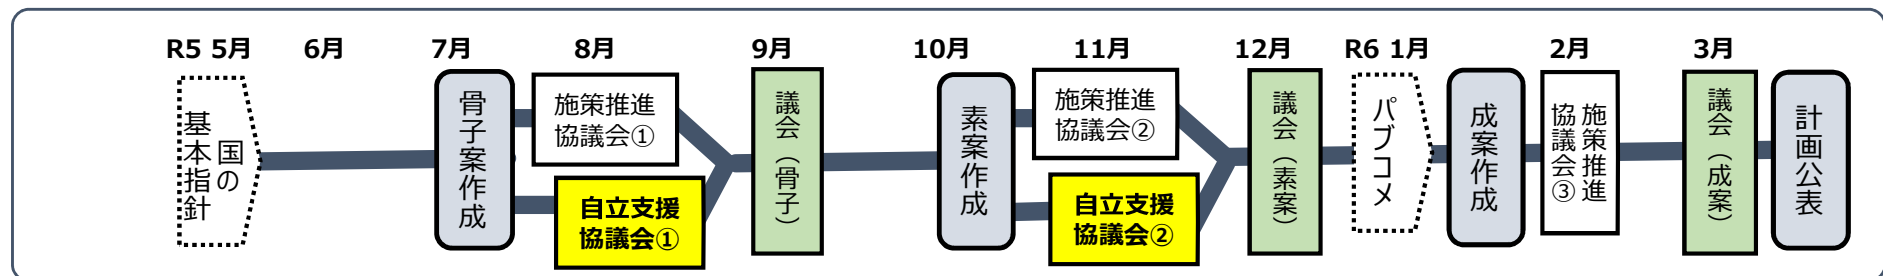 R5 5月
6月
7月
8月
9月
10月
11月
12月
R6 1月
2月
3月
国の
基本指針
骨子案作成
施策推進
協議会①
自立支援
協議会①
議会（骨子）
素案作成
施策推進
協議会②
自立支援
協議会②
議会（素案）
パブコメ
成案作成
施策推進
協議会③
議会（成案）
計画公表